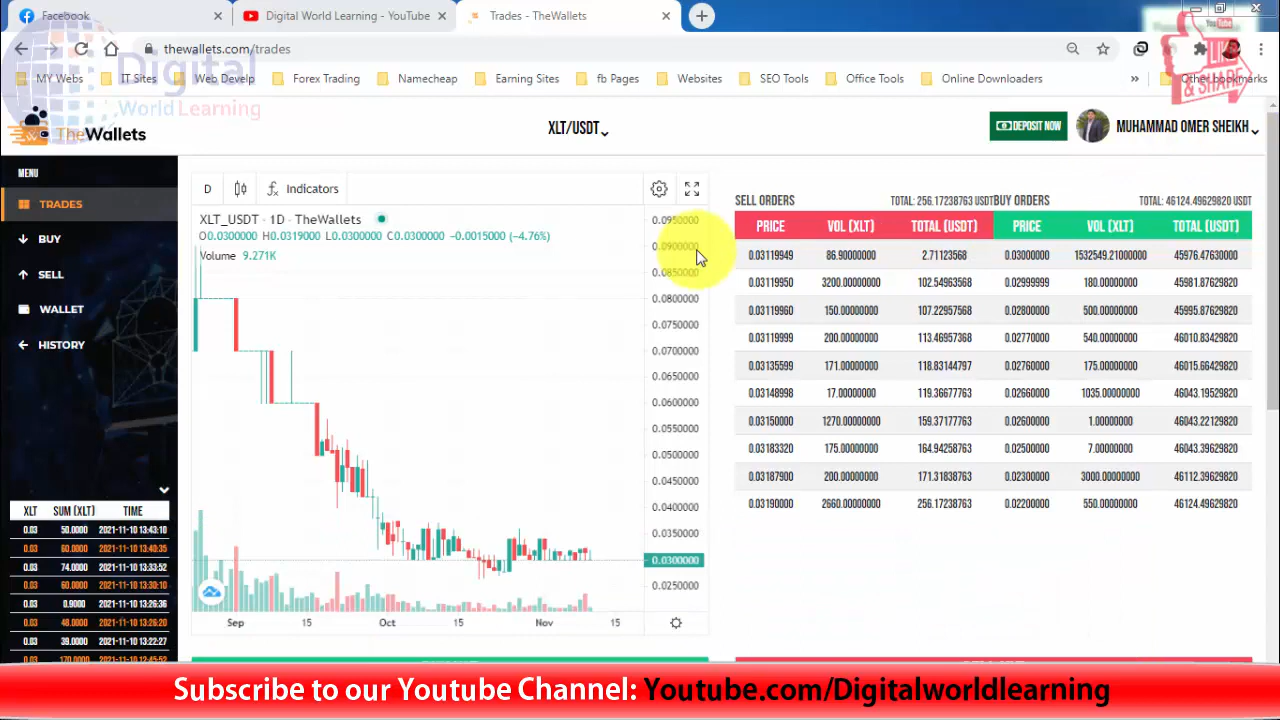 Facebook
Digital World Learning - YouTube
Trades - TheWallets
thewallets.com/trades
MY Webs
IT Sites
Web Develp
Forex Trading
Namecheap
Earning Sites
fb Pages
Websites
SEO Tools
Office Tools
Online Downloaders
Other bookmarks
Digital
World Learning
LIKE
& SHARE
TheWallets
XLT/USDT
DEPOSIT NOW
MUHAMMAD OMER SHEIKH
MENU
TRADES
BUY
SELL
WALLET
HISTORY
XLT SUM (XLT) TIME
0.03 50.0000 2021-11-10 13:43:10
0.03 60.0000 2021-11-10 13:40:35
0.03 74.0000 2021-11-10 13:33:52
0.03 60.0000 2021-11-10 13:30:10
0.03 0.9000 2021-11-10 13:26:36
0.03 48.0000 2021-11-10 13:26:20
0.03 39.0000 2021-11-10 13:22:27
0.03 170.0000 2021-11-10 12:45:52
D
Indicators
XLT_USDT · 1D · TheWallets
O0.0300000 H0.0319000 L0.0300000 C0.0300000 −0.0015000 (−4.76%)
Volume 9.271K
0.0950000
0.0900000
0.0850000
0.0800000
0.0750000
0.0700000
0.0650000
0.0600000
0.0550000
0.0500000
0.0450000
0.0400000
0.0350000
0.0300000
0.0250000
Sep 15 Oct 15 Nov 15
SELL ORDERS TOTAL: 256.17238763 USDT
PRICE VOL (XLT) TOTAL (USDT)
0.03119949 86.90000000 2.71123568
0.03119950 3200.00000000 102.54963568
0.03119960 150.00000000 107.22957568
0.03119999 200.00000000 113.46957368
0.03135599 171.00000000 118.83144797
0.03148998 17.00000000 119.36677763
0.03150000 1270.00000000 159.37177763
0.03183320 175.00000000 164.94258763
0.03187900 200.00000000 171.31838763
0.03190000 2660.00000000 256.17238763
BUY ORDERS TOTAL: 46124.49629820 USDT
PRICE VOL (XLT) TOTAL (USDT)
0.03000000 1532549.21000000 45976.47630000
0.02999999 180.00000000 45981.87629820
0.02800000 500.00000000 45995.87629820
0.02770000 540.00000000 46010.83429820
0.02760000 175.00000000 46015.66429820
0.02660000 1035.00000000 46043.19529820
0.02600000 1.00000000 46043.22129820
0.02500000 7.00000000 46043.39629820
0.02300000 3000.00000000 46112.39629820
0.02200000 550.00000000 46124.49629820
Subscribe to our Youtube Channel: Youtube.com/Digitalworldlearning